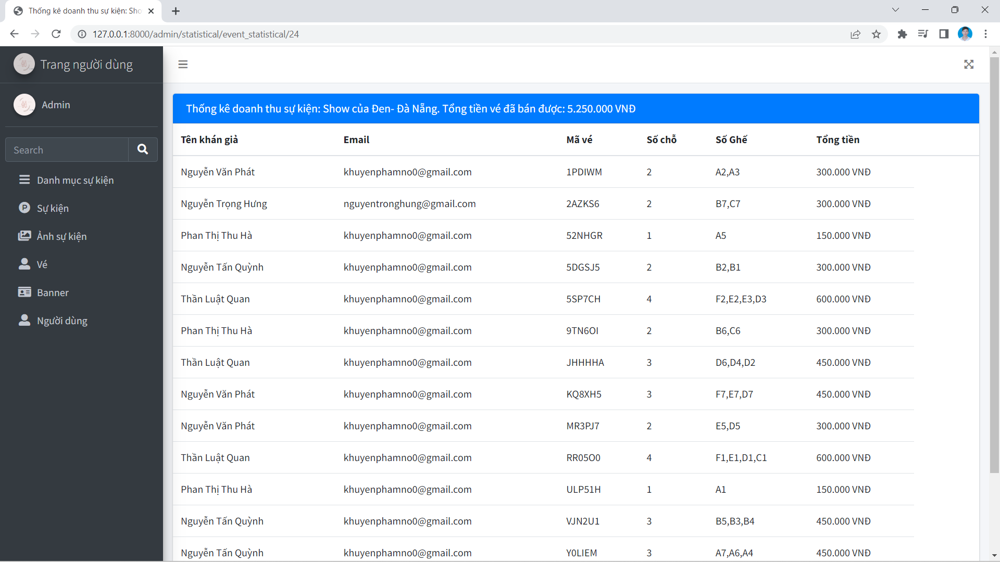 Thống kê doanh thu sự kiện: Sho
127.0.0.1:8000/admin/statistical/event_statistical/24
Trang người dùng
Admin
Search
Danh mục sự kiện
Sự kiện
Ảnh sự kiện
Vé
Banner
Người dùng
Thống kê doanh thu sự kiện: Show của Đen- Đà Nẵng. Tổng tiền vé đã bán được: 5.250.000 VNĐ
Tên khán giả Email Mã vé Số chỗ Số Ghế Tổng tiền
Nguyễn Văn Phát khuyenphamno0@gmail.com 1PDIWM 2 A2,A3 300.000 VNĐ
Nguyễn Trọng Hưng nguyentronghung@gmail.com 2AZKS6 2 B7,C7 300.000 VNĐ
Phan Thị Thu Hà khuyenphamno0@gmail.com 52NHGR 1 A5 150.000 VNĐ
Nguyễn Tấn Quỳnh khuyenphamno0@gmail.com 5DGSJ5 2 B2,B1 300.000 VNĐ
Thần Luật Quan khuyenphamno0@gmail.com 5SP7CH 4 F2,E2,E3,D3 600.000 VNĐ
Phan Thị Thu Hà khuyenphamno0@gmail.com 9TN6OI 2 B6,C6 300.000 VNĐ
Thần Luật Quan khuyenphamno0@gmail.com JHHHHA 3 D6,D4,D2 450.000 VNĐ
Nguyễn Văn Phát khuyenphamno0@gmail.com KQ8XH5 3 F7,E7,D7 450.000 VNĐ
Nguyễn Văn Phát khuyenphamno0@gmail.com MR3PJ7 2 E5,D5 300.000 VNĐ
Thần Luật Quan khuyenphamno0@gmail.com RR05O0 4 F1,E1,D1,C1 600.000 VNĐ
Phan Thị Thu Hà khuyenphamno0@gmail.com ULP51H 1 A1 150.000 VNĐ
Nguyễn Tấn Quỳnh khuyenphamno0@gmail.com VJN2U1 3 B5,B3,B4 450.000 VNĐ
Nguyễn Tấn Quỳnh khuyenphamno0@gmail.com Y0LIEM 3 A7,A6,A4 450.000 VNĐ